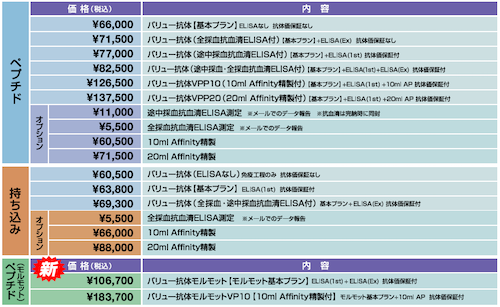 価 格(税込) 内 容
ペプチド
¥66,000 バリュー抗体【基本プラン】ELISAなし 抗体価保証なし
¥71,500 バリュー抗体(全採血抗血清ELISA付)[基本プラン]+ELISA(Ex) 抗体価保証なし
¥77,000 バリュー抗体(途中採血抗血清ELISA付)[基本プラン]+ELISA(1st) 抗体価保証付
¥82,500 バリュー抗体(途中採血・全採血抗血清ELISA付)[基本プラン]+ELISA(1st)+ELISA(Ex) 抗体価保証付
¥126,500 バリュー抗体VPP10(10ml Affinity精製付)[基本プラン]+ELISA(1st)+10ml AP 抗体価保証付
¥137,500 バリュー抗体VPP20(20ml Affinity精製付)[基本プラン]+ELISA(1st)+20ml AP 抗体価保証付
オプション
¥11,000 途中採血抗血清ELISA測定 ※メールでのデータ報告 ※抗血清は完納時に同封
¥5,500 全採血抗血清ELISA測定 ※メールでのデータ報告
¥60,500 10ml Affinity精製
¥71,500 20ml Affinity精製
持ち込み
¥60,500 バリュー抗体(ELISAなし)免疫工程のみ 抗体価保証なし
¥63,800 バリュー抗体【基本プラン】ELISA(1st) 抗体価保証付
¥69,300 バリュー抗体(全採血・途中採血抗血清ELISA付)[基本プラン]+ELISA(Ex) 抗体価保証付
オプション
¥5,500 全採血抗血清ELISA測定 ※メールでのデータ報告
¥66,000 10ml Affinity精製
¥88,000 20ml Affinity精製
新
価 格(税込) 内 容
ペプチド
(モルモット)
¥106,700 バリュー抗体モルモット【モルモット基本プラン】ELISA(1st)+ELISA(Ex) 抗体価保証付
¥183,700 バリュー抗体モルモットVP10[10ml Affinity精製付]モルモット基本プラン+10ml AP 抗体価保証付